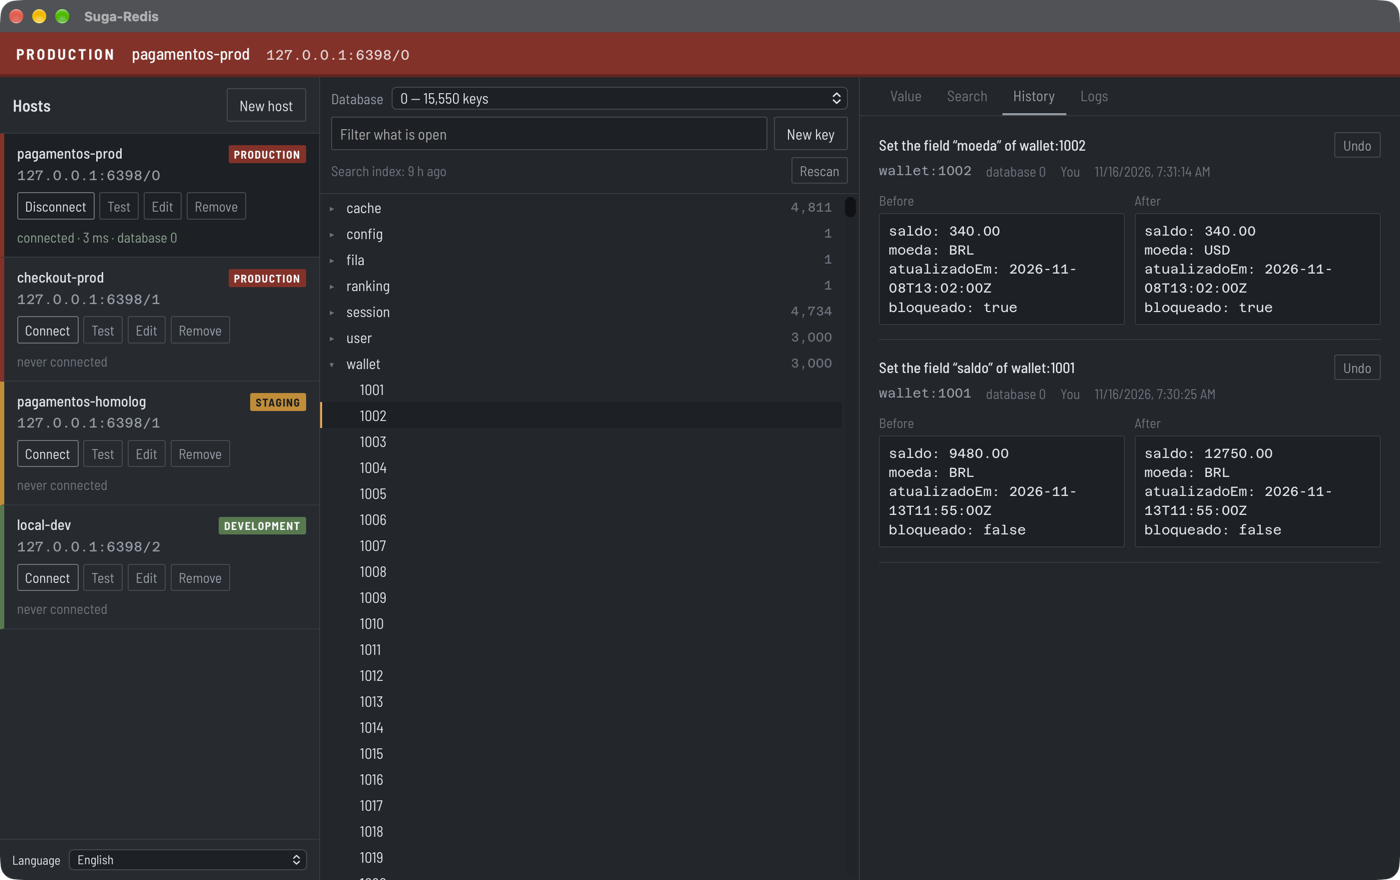 Suga-Redis
PRODUCTION pagamentos-prod 127.0.0.1:6398/0
Hosts
New host
pagamentos-prod PRODUCTION
127.0.0.1:6398/0
Disconnect Test Edit Remove
connected · 3 ms · database 0
checkout-prod PRODUCTION
127.0.0.1:6398/1
Connect Test Edit Remove
never connected
pagamentos-homolog STAGING
127.0.0.1:6398/1
Connect Test Edit Remove
never connected
local-dev DEVELOPMENT
127.0.0.1:6398/2
Connect Test Edit Remove
never connected
Language English
Database 0 — 15,550 keys
Filter what is open
New key
Search index: 9 h ago
Rescan
cache 4,811
config 1
fila 1
ranking 1
session 4,734
user 3,000
wallet 3,000
1001
1002
1003
1004
1005
1006
1007
1008
1009
1010
1011
1012
1013
1014
1015
1016
1017
1018
1019
Value Search History Logs
Set the field “moeda” of wallet:1002
Undo
wallet:1002 database 0 You 11/16/2026, 7:31:14 AM
Before
saldo: 340.00
moeda: BRL
atualizadoEm: 2026-11-
08T13:02:00Z
bloqueado: true
After
saldo: 340.00
moeda: USD
atualizadoEm: 2026-11-
08T13:02:00Z
bloqueado: true
Set the field “saldo” of wallet:1001
Undo
wallet:1001 database 0 You 11/16/2026, 7:30:25 AM
Before
saldo: 9480.00
moeda: BRL
atualizadoEm: 2026-11-
13T11:55:00Z
bloqueado: false
After
saldo: 12750.00
moeda: BRL
atualizadoEm: 2026-11-
13T11:55:00Z
bloqueado: false